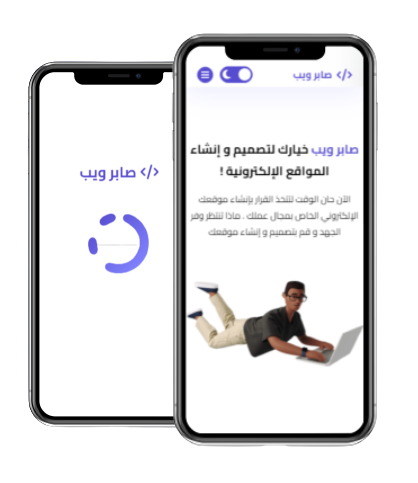 </> صابر ويب
صابر ويب خيارك لتصميم و إنشاء
المواقع الإلكترونية !
الآن حان الوقت لتتخذ القرار بإنشاء موقعك
الإلكتروني الخاص بمجال عملك . ماذا تنتظر وفر
الجهد و قم بتصميم و إنشاء موقعك
</> صابر ويب